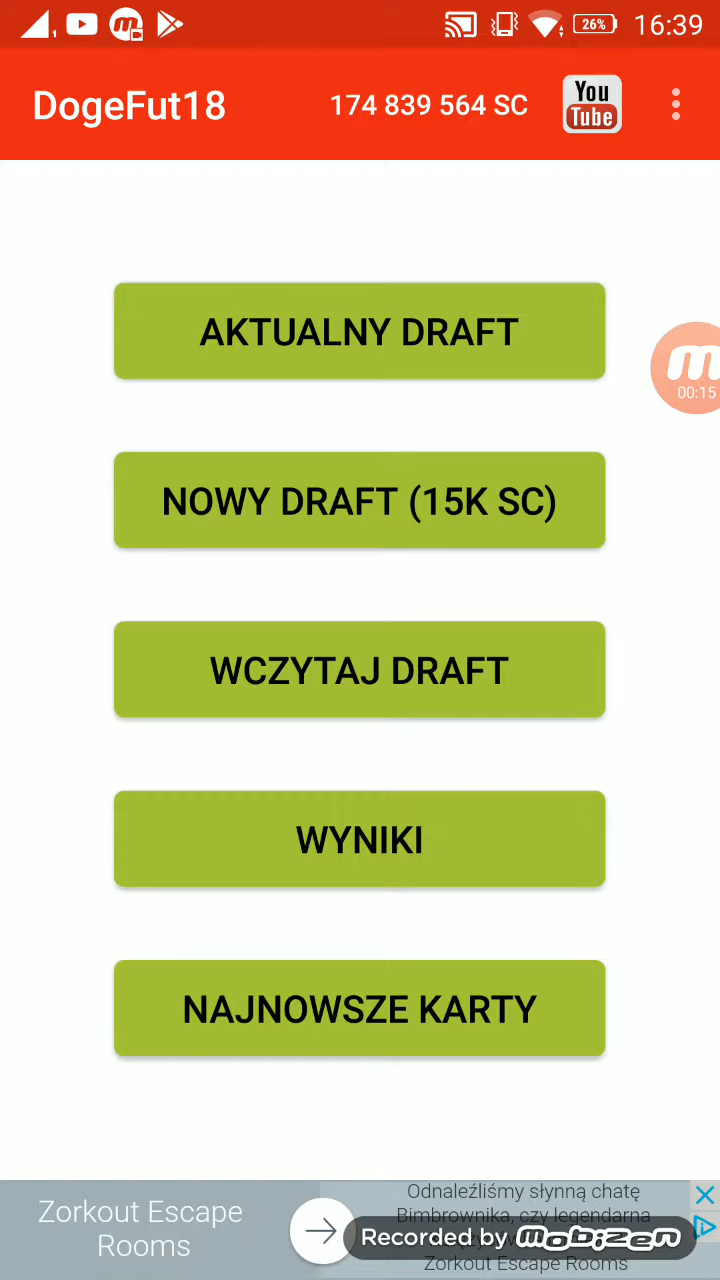 26% 16:39
DogeFut18 174 839 564 SC You
Tube
AKTUALNY DRAFT
00:15
NOWY DRAFT (15K SC)
WCZYTAJ DRAFT
WYNIKI
NAJNOWSZE KARTY
Zorkout Escape
Rooms
Odnaleźliśmy słynną chatę
Bimbrownika, czy legendarna
Recorded by mobizen
Zorkout Escape Rooms